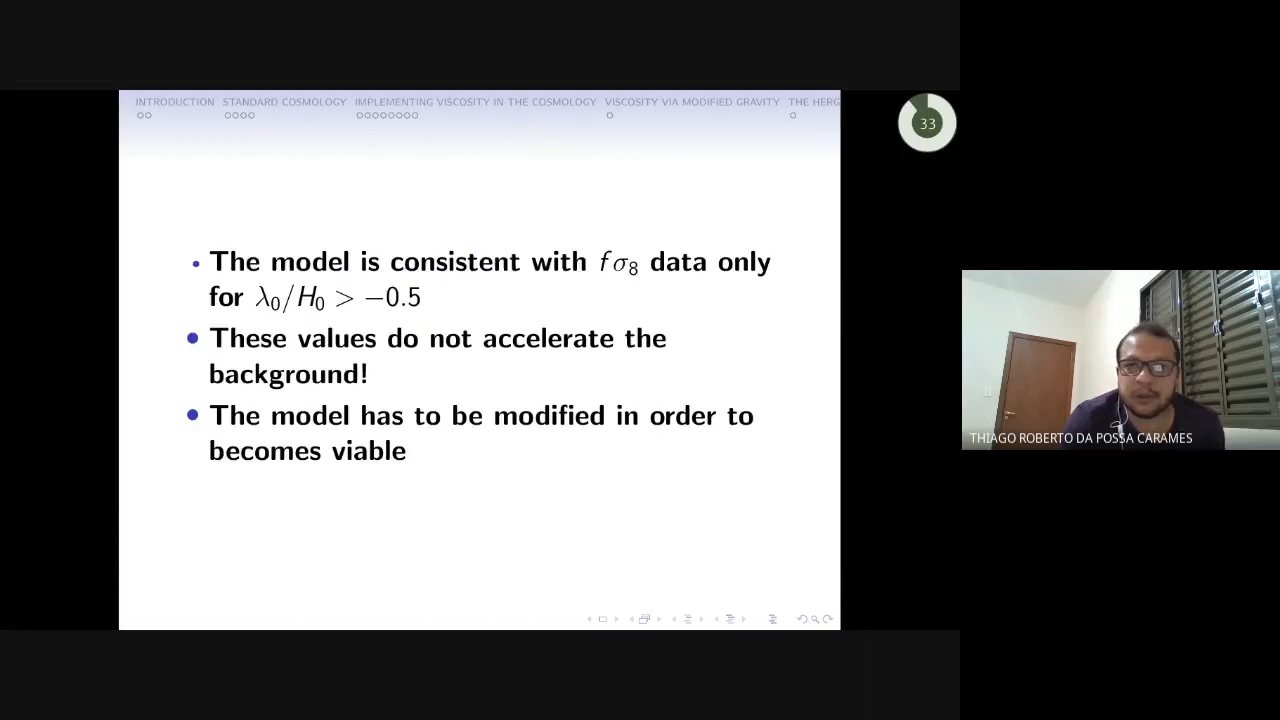 INTRODUCTION STANDARD COSMOLOGY IMPLEMENTING VISCOSITY IN THE COSMOLOGY VISCOSITY VIA MODIFIED GRAVITY THE HERG
33
• The model is consistent with fσ₈ data only
for λ₀/H₀ > −0.5
• These values do not accelerate the
background!
• The model has to be modified in order to
becomes viable
THIAGO ROBERTO DA POSSA CARAMES